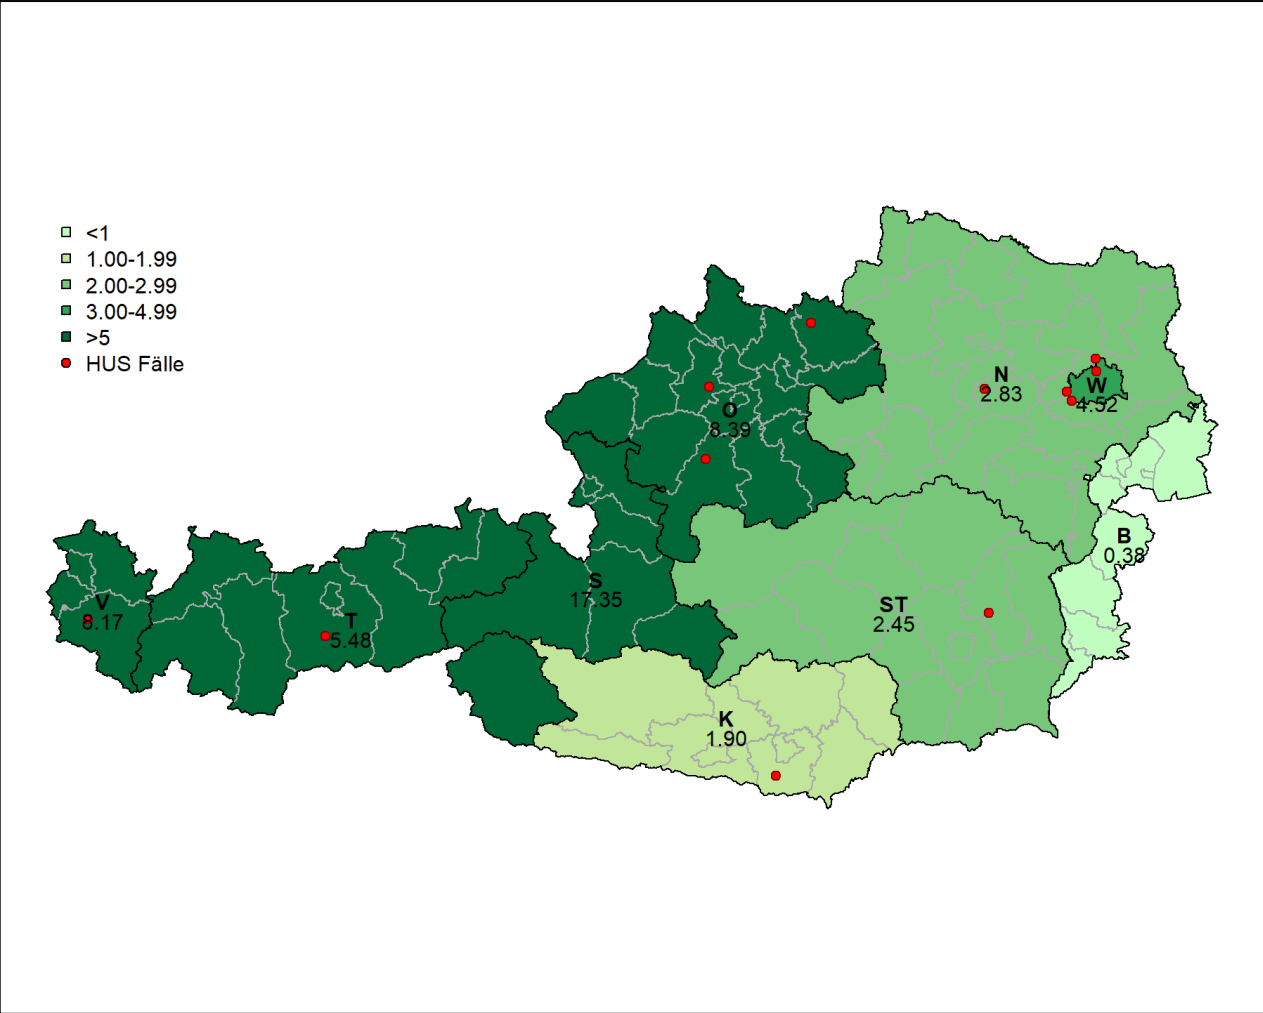 <1
1.00-1.99
2.00-2.99
3.00-4.99
>5
HUS Fälle
N
2.83
W
4.52
O
8.39
B
0.38
S
17.35
V
8.17
T
5.48
ST
2.45
K
1.90